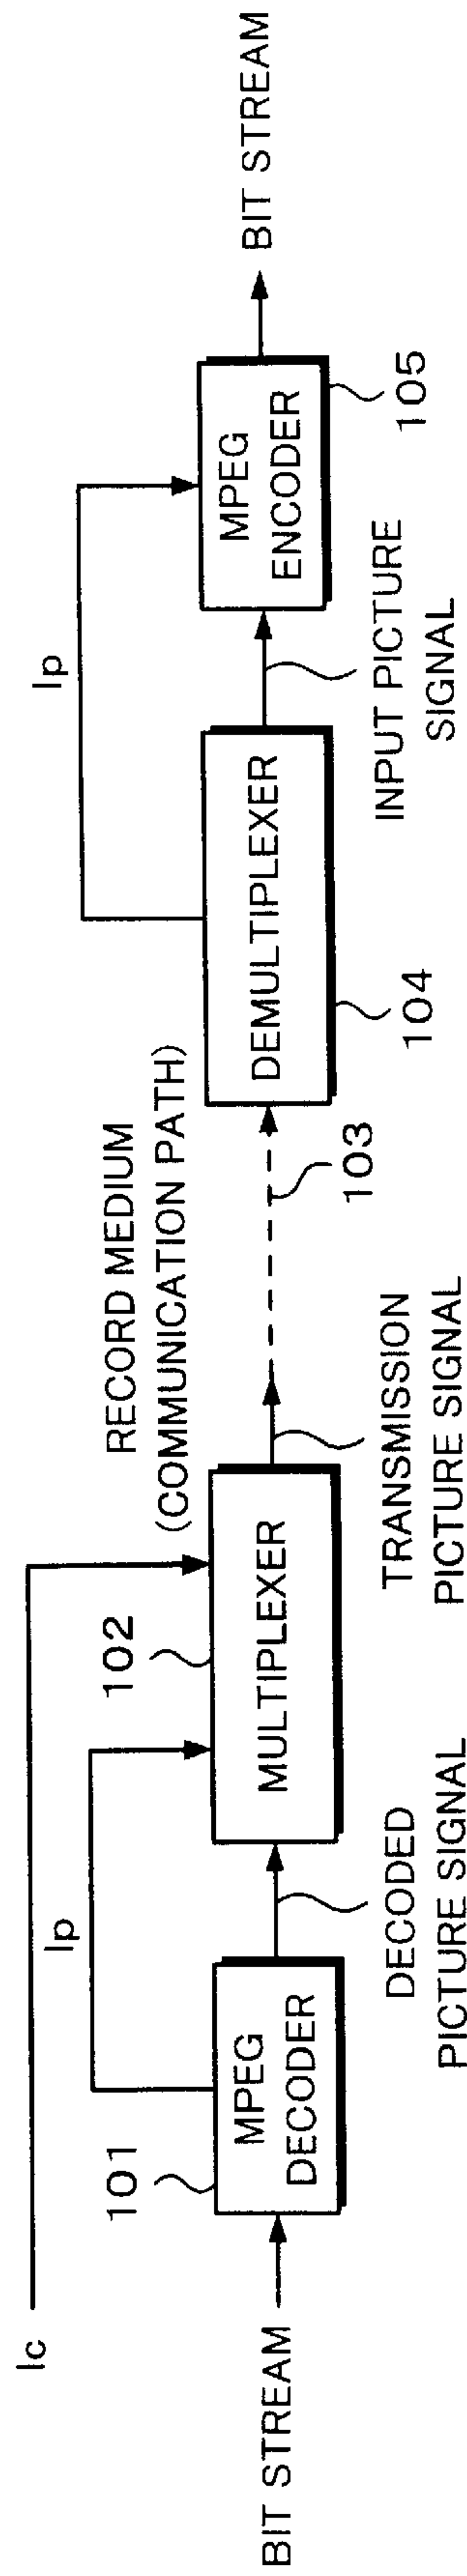 Ic
BIT STREAM
101
MPEG
DECODER
Ip
DECODED
PICTURE SIGNAL
102
MULTIPLEXER
TRANSMISSION
PICTURE SIGNAL
RECORD MEDIUM
(COMMUNICATION PATH)
103
DEMULTIPLEXER
104
Ip
INPUT PICTURE
SIGNAL
MPEG
ENCODER
105
BIT STREAM